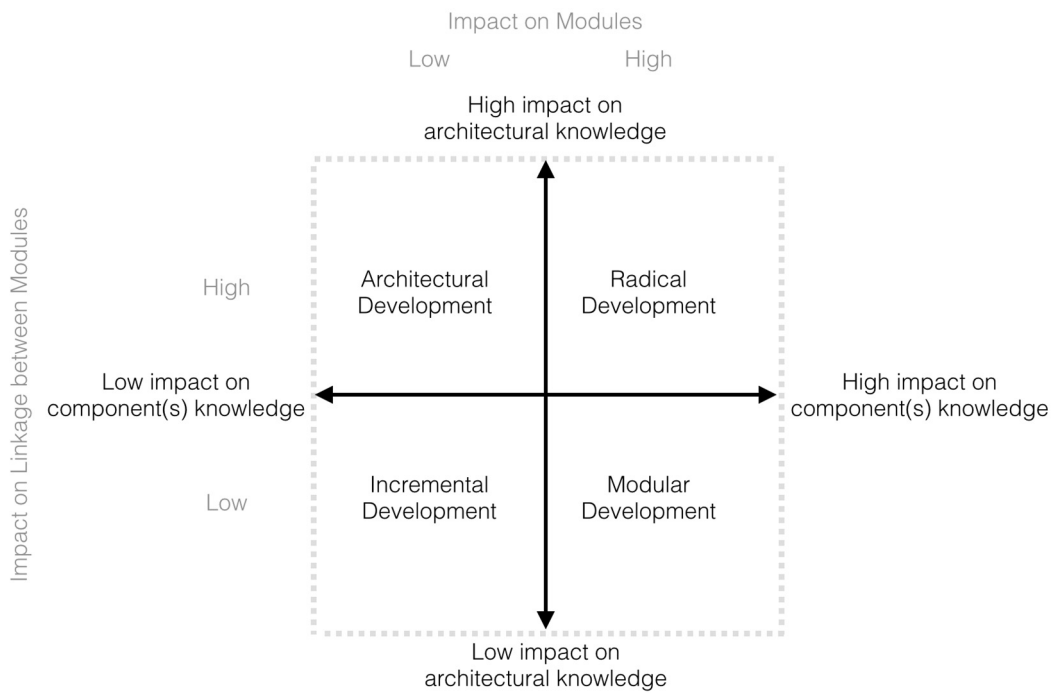 Impact on Modules
Low
High
High impact on
architectural knowledge
Impact on Linkage between Modules
High
Architectural
Development
Radical
Development
Low impact on
component(s) knowledge
High impact on
component(s) knowledge
Low
Incremental
Development
Modular
Development
Low impact on
architectural knowledge